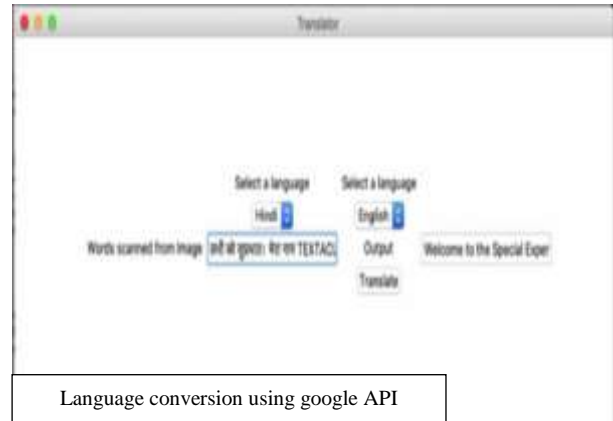 Translator
Select a language Select a language
Hindi English
Words scanned from Image को TEXTAC Output Welcome to the Special Exper
Translate
Language conversion using google API